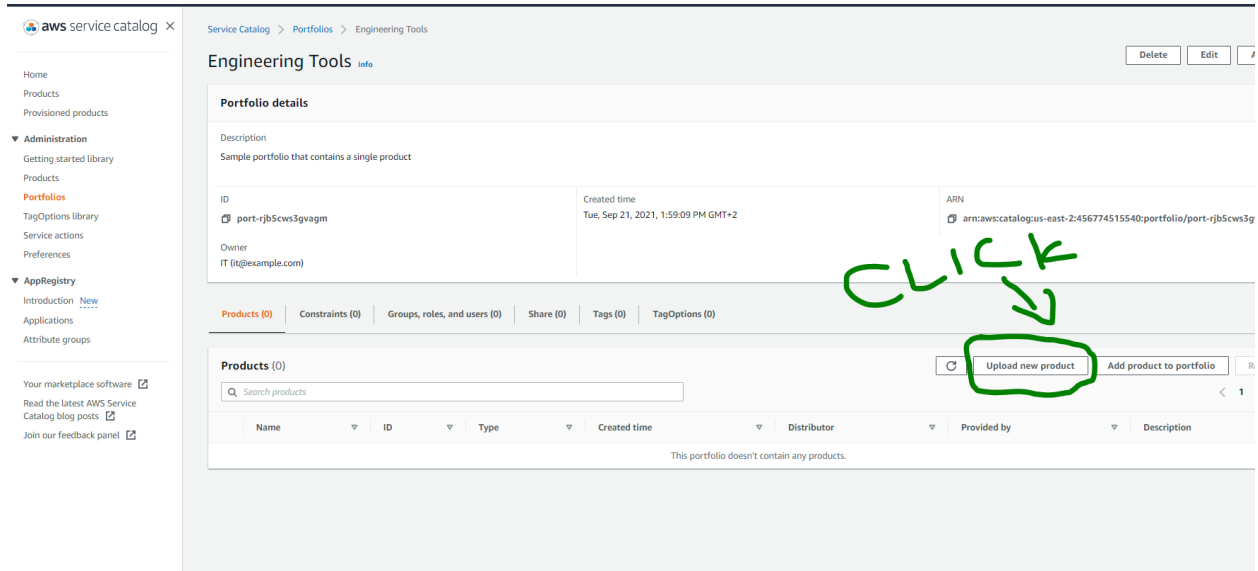 aws service catalog
Service Catalog > Portfolios > Engineering Tools
Engineering Tools Info
Delete
Edit
Home
Products
Provisioned products
Administration
Getting started library
Products
Portfolios
TagOptions library
Service actions
Preferences
AppRegistry
Introduction New
Applications
Attribute groups
Your marketplace software
Read the latest AWS Service
Catalog blog posts
Join our feedback panel
Portfolio details
Description
Sample portfolio that contains a single product
ID
port-rjb5cws3gvagm
Created time
Tue, Sep 21, 2021, 1:59:09 PM GMT+2
ARN
arn:aws:catalog:us-east-2:456774515540:portfolio/port-rjb5cws3g
Owner
IT (it@example.com)
CLICK
Products (0) Constraints (0) Groups, roles, and users (0) Share (0) Tags (0) TagOptions (0)
Products (0)
Upload new product
Add product to portfolio
Search products
< 1
Name ID Type Created time Distributor Provided by Description
This portfolio doesn't contain any products.